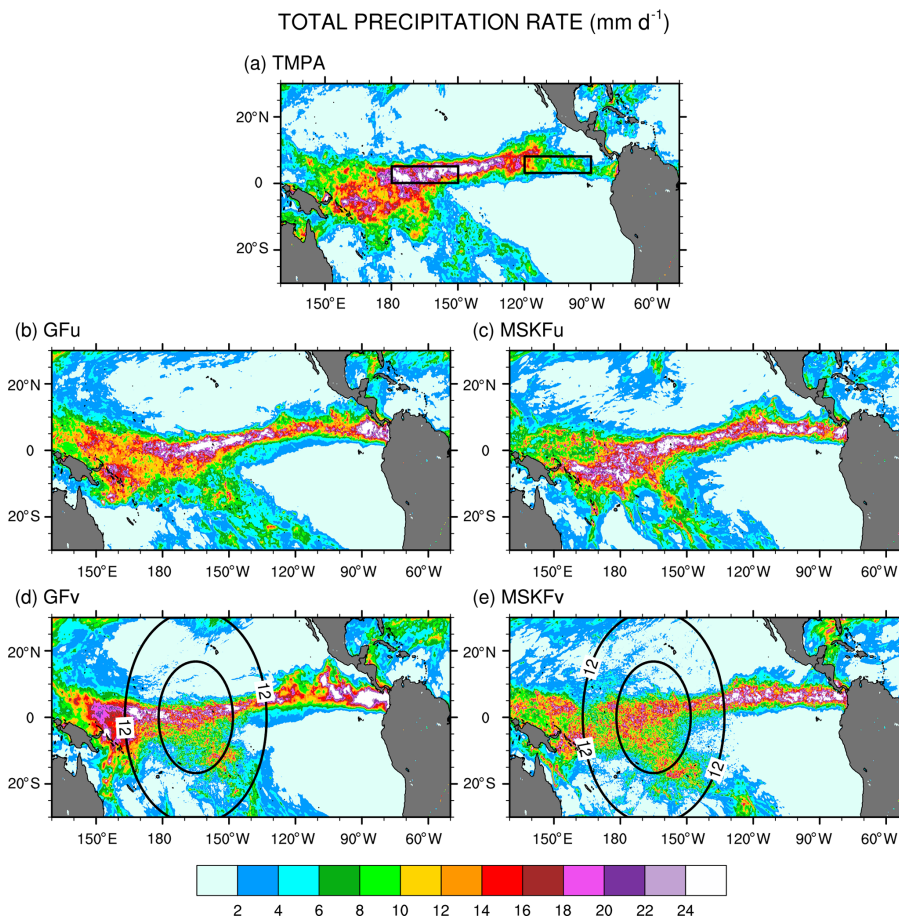 TOTAL PRECIPITATION RATE (mm d⁻¹)
(a) TMPA
20°N
0
20°S
150°E 180 150°W 120°W 90°W 60°W
(b) GFu (c) MSKFu
20°N 20°N
0 0
20°S 20°S
150°E 180 150°W 120°W 90°W 60°W 150°E 180 150°W 120°W 90°W 60°W
(d) GFv (e) MSKFv
20°N 20°N
12 12 12
0 0
12 12
20°S 20°S
150°E 180 150°W 120°W 90°W 60°W 150°E 180 150°W 120°W 90°W 60°W
2 4 6 8 10 12 14 16 18 20 22 24